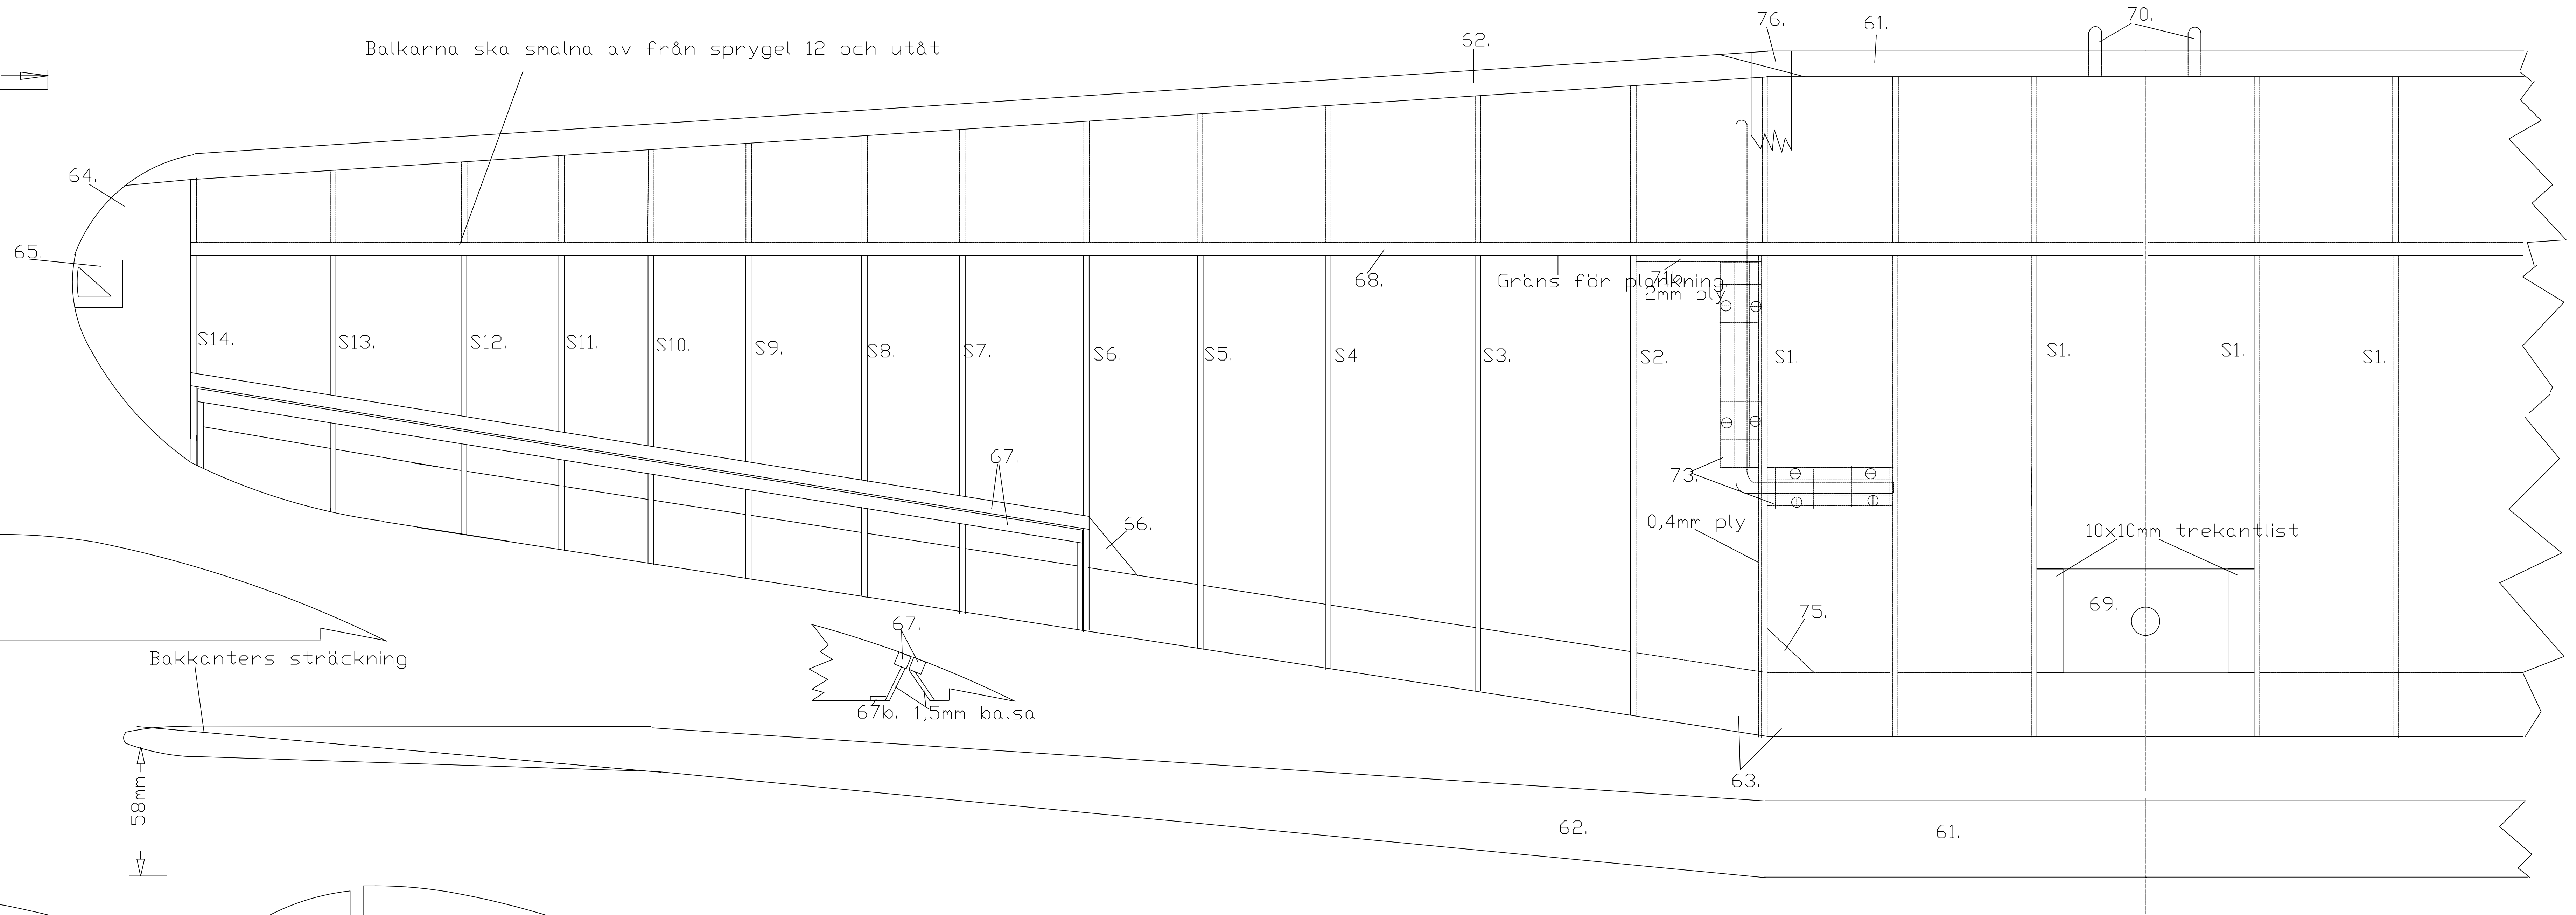 70.
76.
61.
62.
Balkarna ska smalna av från sprygel 12 och utåt
64.
65.
68.
Gräns för plankning.
71b.
2mm ply
S14.
S13.
S12.
S11.
S10.
S9.
S8.
S7.
S6.
S5.
S4.
S3.
S2.
S1.
S1.
S1.
S1.
67.
73.
66.
0,4mm ply
10x10mm trekantlist
69.
75.
67.
Bakkantens sträckning
67b.
1,5mm balsa
63.
58mm
62.
61.